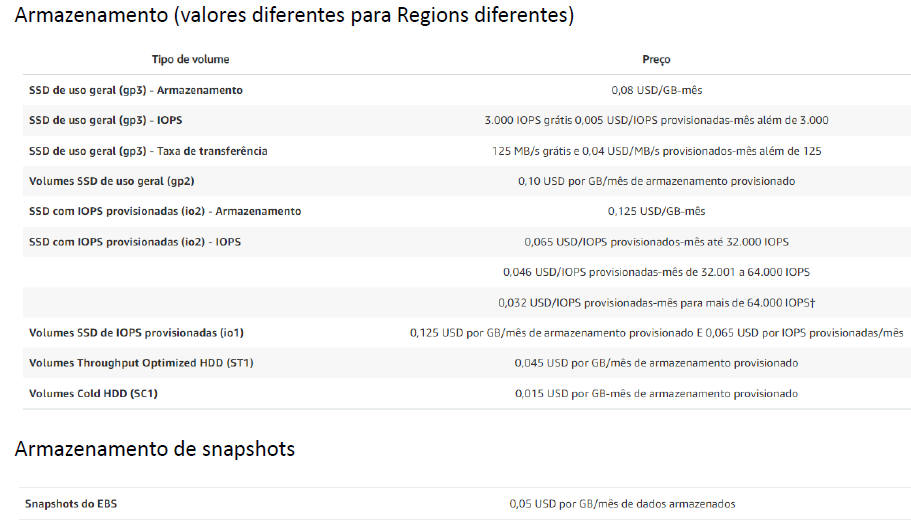 Armazenamento (valores diferentes para Regions diferentes)
Tipo de volume Preço
SSD de uso geral (gp3) - Armazenamento 0,08 USD/GB-mês
SSD de uso geral (gp3) - IOPS 3.000 IOPS grátis 0,005 USD/IOPS provisionadas-mês além de 3.000
SSD de uso geral (gp3) - Taxa de transferência 125 MB/s grátis e 0,04 USD/MB/s provisionados-mês além de 125
Volumes SSD de uso geral (gp2) 0,10 USD por GB/mês de armazenamento provisionado
SSD com IOPS provisionadas (io2) - Armazenamento 0,125 USD/GB-mês
SSD com IOPS provisionadas (io2) - IOPS 0,065 USD/IOPS provisionados-mês até 32.000 IOPS
0,046 USD/IOPS provisionadas-mês de 32.001 a 64.000 IOPS
0,032 USD/IOPS provisionadas-mês para mais de 64.000 IOPS†
Volumes SSD de IOPS provisionadas (io1) 0,125 USD por GB/mês de armazenamento provisionado E 0,065 USD por IOPS provisionadas/mês
Volumes Throughput Optimized HDD (ST1) 0,045 USD por GB/mês de armazenamento provisionado
Volumes Cold HDD (SC1) 0,015 USD por GB-mês de armazenamento provisionado
Armazenamento de snapshots
Snapshots do EBS 0,05 USD por GB/mês de dados armazenados